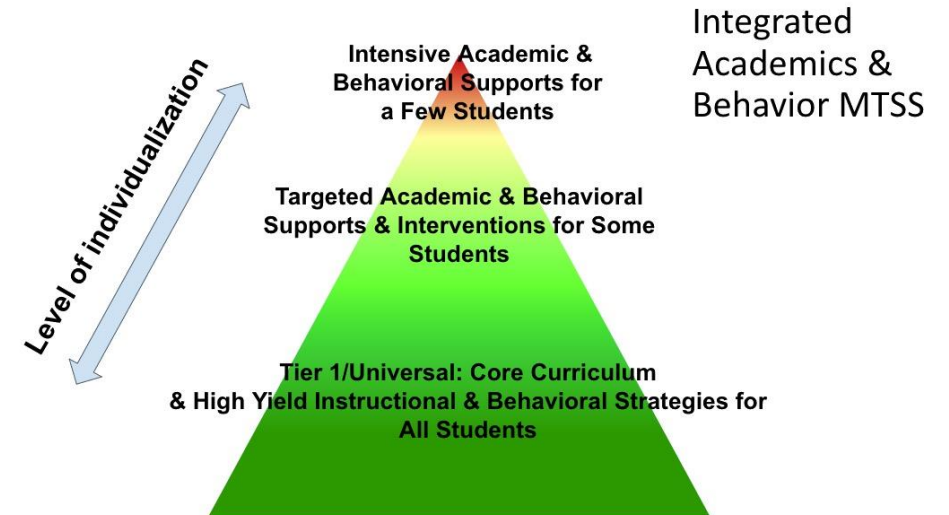 Integrated
Academics &
Behavior MTSS
Level of individualization
Intensive Academic &
Behavioral Supports for
a Few Students
Targeted Academic & Behavioral
Supports & Interventions for Some
Students
Tier 1/Universal: Core Curriculum
& High Yield Instructional & Behavioral Strategies for
All Students